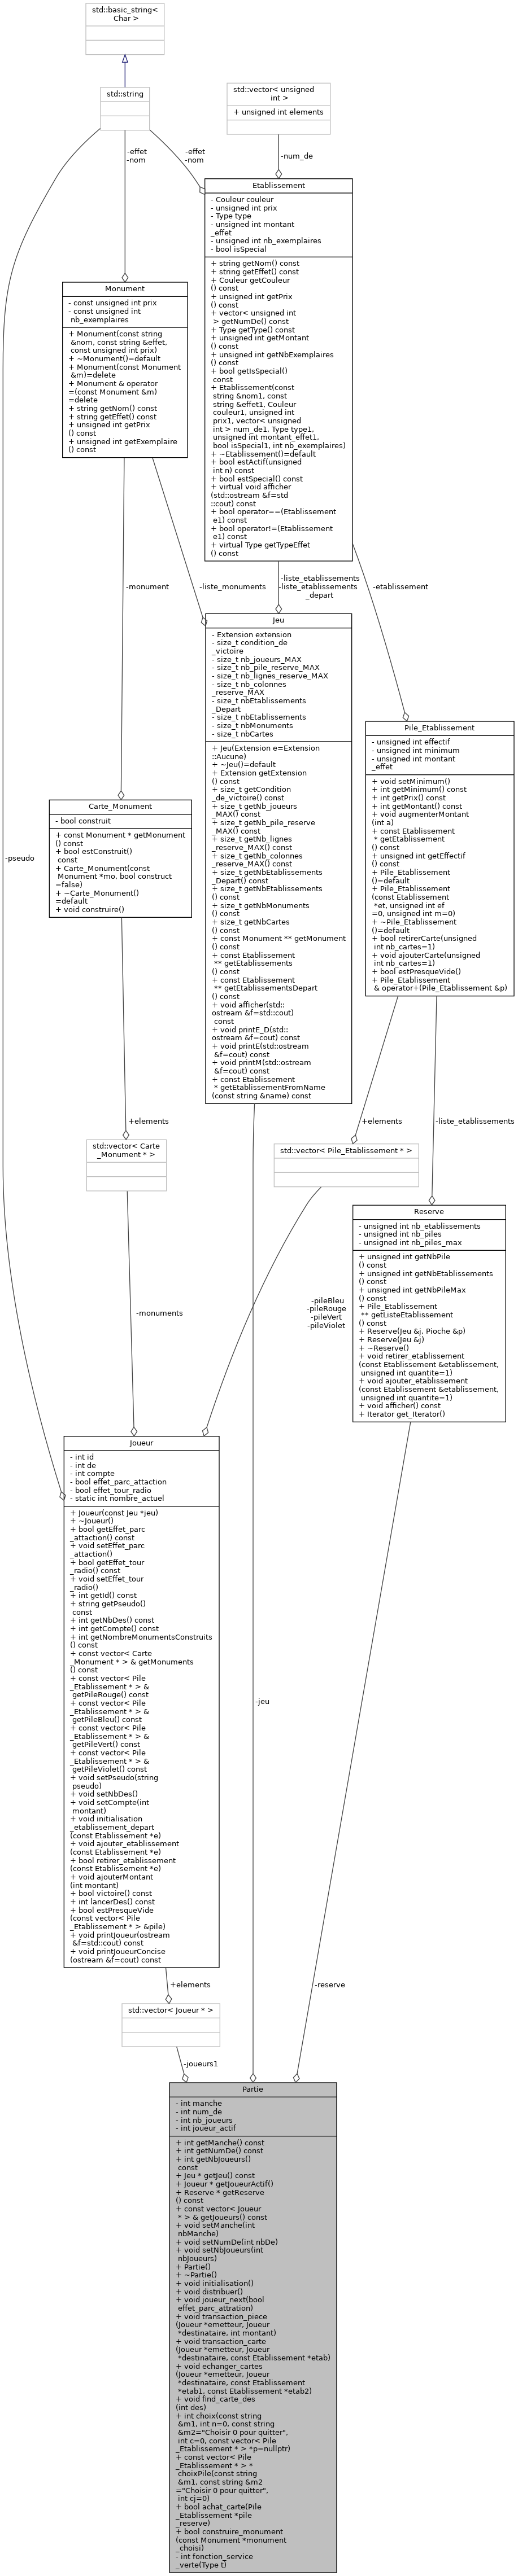 std::basic_string<
Char >
std::string
std::vector< unsigned
int >
+ unsigned int elements
-effet
-nom
-effet
-nom
-num_de
Etablissement
- Couleur couleur
- unsigned int prix
- Type type
- unsigned int montant
_effet
- unsigned int nb_exemplaires
- bool isSpecial
+ string getNom() const
+ string getEffet() const
+ Couleur getCouleur
() const
+ unsigned int getPrix
() const
+ vector< unsigned int
> getNumDe() const
+ Type getType() const
+ unsigned int getMontant
() const
+ unsigned int getNbExemplaires
() const
+ bool getIsSpecial()
const
+ Etablissement(const
string &nom1, const
string &effet1, Couleur
couleur1, unsigned int
prix1, vector< unsigned
int > num_de1, Type type1,
unsigned int montant_effet1,
bool isSpecial1, int nb_exemplaires)
+ ~Etablissement()=default
+ bool estActif(unsigned
int n) const
+ bool estSpecial() const
+ virtual void afficher
(std::ostream &f=std
::cout) const
+ bool operator==(Etablissement
e1) const
+ bool operator!=(Etablissement
e1) const
+ virtual Type getTypeEffet
() const
Monument
- const unsigned int prix
- const unsigned int
nb_exemplaires
+ Monument(const string
&nom, const string &effet,
const unsigned int prix)
+ ~Monument()=default
+ Monument(const Monument
&m)=delete
+ Monument & operator
=(const Monument &m)
=delete
+ string getNom() const
+ string getEffet() const
+ unsigned int getPrix
() const
+ unsigned int getExemplaire
() const
-monument
-liste_monuments
-liste_etablissements
-liste_etablissements
_depart
-etablissement
Jeu
- Extension extension
- size_t condition_de
_victoire
- size_t nb_joueurs_MAX
- size_t nb_pile_reserve_MAX
- size_t nb_lignes_reserve_MAX
- size_t nb_colonnes
_reserve_MAX
- size_t nbEtablissements
_Depart
- size_t nbEtablissements
- size_t nbMonuments
- size_t nbCartes
+ Jeu(Extension e=Extension
::Aucune)
+ ~Jeu()=default
+ Extension getExtension
() const
+ size_t getCondition
_de_victoire() const
+ size_t getNb_joueurs
_MAX() const
+ size_t getNb_pile_reserve
_MAX() const
+ size_t getNb_lignes
_reserve_MAX() const
+ size_t getNb_colonnes
_reserve_MAX() const
+ size_t getNbEtablissements
_Depart() const
+ size_t getNbEtablissements
() const
+ size_t getNbMonuments
() const
+ size_t getNbCartes
() const
+ const Monument ** getMonument
() const
+ const Etablissement
** getEtablissements
() const
+ const Etablissement
** getEtablissementsDepart
() const
+ void afficher(std::
ostream &f=std::cout)
const
+ void printE_D(std::
ostream &f=cout) const
+ void printE(std::ostream
&f=cout) const
+ void printM(std::ostream
&f=cout) const
+ const Etablissement
* getEtablissementFromName
(const string &name) const
Pile_Etablissement
- unsigned int effectif
- unsigned int minimum
- unsigned int montant
_effet
+ void setMinimum()
+ int getMinimum() const
+ int getPrix() const
+ int getMontant() const
+ void augmenterMontant
(int a)
+ const Etablissement
* getEtablissement
() const
+ unsigned int getEffectif
() const
+ Pile_Etablissement
()=default
+ Pile_Etablissement
(const Etablissement
*et, unsigned int ef
=0, unsigned int m=0)
+ ~Pile_Etablissement
()=default
+ bool retirerCarte(unsigned
int nb_cartes=1)
+ void ajouterCarte(unsigned
int nb_cartes=1)
+ bool estPresqueVide()
+ Pile_Etablissement
& operator+(Pile_Etablissement &p)
Carte_Monument
- bool construit
+ const Monument * getMonument
() const
+ bool estConstruit()
const
+ Carte_Monument(const
Monument *mo, bool construct
=false)
+ ~Carte_Monument()
=default
+ void construire()
-pseudo
+elements
+elements
-liste_etablissements
std::vector< Carte
_Monument * >
std::vector< Pile_Etablissement * >
Reserve
- unsigned int nb_etablissements
- unsigned int nb_piles
- unsigned int nb_piles_max
+ unsigned int getNbPile
() const
+ unsigned int getNbEtablissements
() const
+ unsigned int getNbPileMax
() const
+ Pile_Etablissement
** getListeEtablissement
() const
+ Reserve(Jeu &j, Pioche &p)
+ Reserve(Jeu &j)
+ ~Reserve()
+ void retirer_etablissement
(const Etablissement &etablissement,
unsigned int quantite=1)
+ void ajouter_etablissement
(const Etablissement &etablissement,
unsigned int quantite=1)
+ void afficher() const
+ Iterator get_Iterator()
-monuments
-pileBleu
-pileRouge
-pileVert
-pileViolet
Joueur
- int id
- int de
- int compte
- bool effet_parc_attaction
- bool effet_tour_radio
- static int nombre_actuel
+ Joueur(const Jeu *jeu)
+ ~Joueur()
+ bool getEffet_parc
_attaction() const
+ void setEffet_parc
_attaction()
+ bool getEffet_tour
_radio() const
+ void setEffet_tour
_radio()
+ int getId() const
+ string getPseudo()
const
+ int getNbDes() const
+ int getCompte() const
+ int getNombreMonumentsConstruits
() const
+ const vector< Carte
_Monument * > & getMonuments
() const
+ const vector< Pile
_Etablissement * > &
getPileRouge() const
+ const vector< Pile
_Etablissement * > &
getPileBleu() const
+ const vector< Pile
_Etablissement * > &
getPileVert() const
+ const vector< Pile
_Etablissement * > &
getPileViolet() const
+ void setPseudo(string
pseudo)
+ void setNbDes()
+ void setCompte(int
montant)
+ void initialisation
_etablissement_depart
(const Etablissement *e)
+ void ajouter_etablissement
(const Etablissement *e)
+ bool retirer_etablissement
(const Etablissement *e)
+ void ajouterMontant
(int montant)
+ bool victoire() const
+ int lancerDes() const
+ bool estPresqueVide
(const vector< Pile
_Etablissement * > &pile)
+ void printJoueur(ostream
&f=std::cout) const
+ void printJoueurConcise
(ostream &f=cout) const
-jeu
-reserve
+elements
std::vector< Joueur * >
-joueurs1
Partie
- int manche
- int num_de
- int nb_joueurs
- int joueur_actif
+ int getManche() const
+ int getNumDe() const
+ int getNbJoueurs()
const
+ Jeu * getJeu() const
+ Joueur * getJoueurActif()
+ Reserve * getReserve
() const
+ const vector< Joueur
* > & getJoueurs() const
+ void setManche(int
nbManche)
+ void setNumDe(int nbDe)
+ void setNbJoueurs(int
nbJoueurs)
+ Partie()
+ ~Partie()
+ void initialisation()
+ void distribuer()
+ void joueur_next(bool
effet_parc_attration)
+ void transaction_piece
(Joueur *emetteur, Joueur
*destinataire, int montant)
+ void transaction_carte
(Joueur *emetteur, Joueur
*destinataire, const Etablissement *etab)
+ void echanger_cartes
(Joueur *emetteur, Joueur
*destinataire, const Etablissement
*etab1, const Etablissement *etab2)
+ void find_carte_des
(int des)
+ int choix(const string
&m1, int n=0, const string
&m2="Choisir 0 pour quitter",
int c=0, const vector< Pile
_Etablissement * > *p=nullptr)
+ const vector< Pile
_Etablissement * > *
choixPile(const string
&m1, const string &m2
="Choisir 0 pour quitter",
int cj=0)
+ bool achat_carte(Pile
_Etablissement *pile
_reserve)
+ bool construire_monument
(const Monument *monument
_choisi)
- int fonction_service
_verte(Type t)